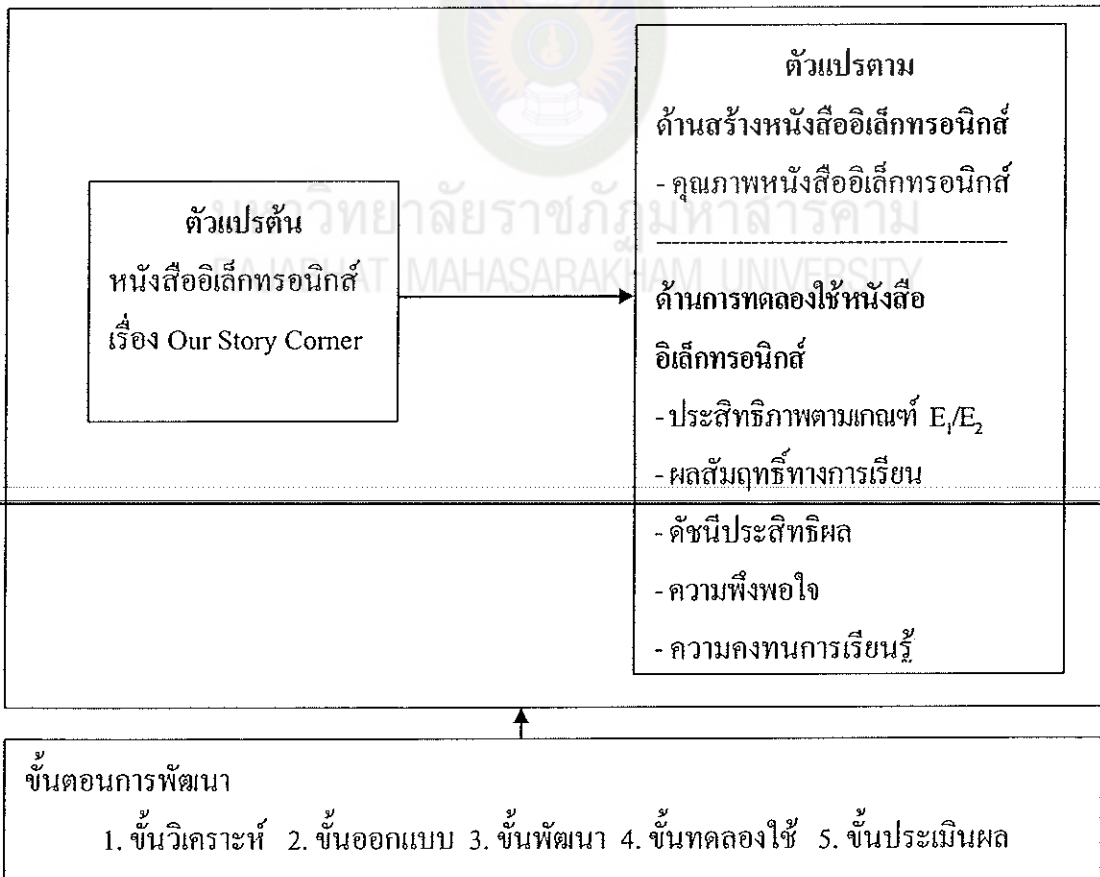 ตัวแปรต้น
หนังสืออิเล็กทรอนิกส์
เรื่อง Our Story Corner
ตัวแปรตาม
ด้านสร้างหนังสืออิเล็กทรอนิกส์
- คุณภาพหนังสืออิเล็กทรอนิกส์
ด้านการทดลองใช้หนังสือ
อิเล็กทรอนิกส์
- ประสิทธิภาพตามเกณฑ์ E₁/E₂
- ผลสัมฤทธิ์ทางการเรียน
- ดัชนีประสิทธิผล
- ความพึงพอใจ
- ความคงทนการเรียนรู้
มหาวิทยาลัยราชภัฏมหาสารคาม
RAJABHAT MAHASARAKHAM UNIVERSITY
ขั้นตอนการพัฒนา
1. ขั้นวิเคราะห์ 2. ขั้นออกแบบ 3. ขั้นพัฒนา 4. ขั้นทดลองใช้ 5. ขั้นประเมินผล